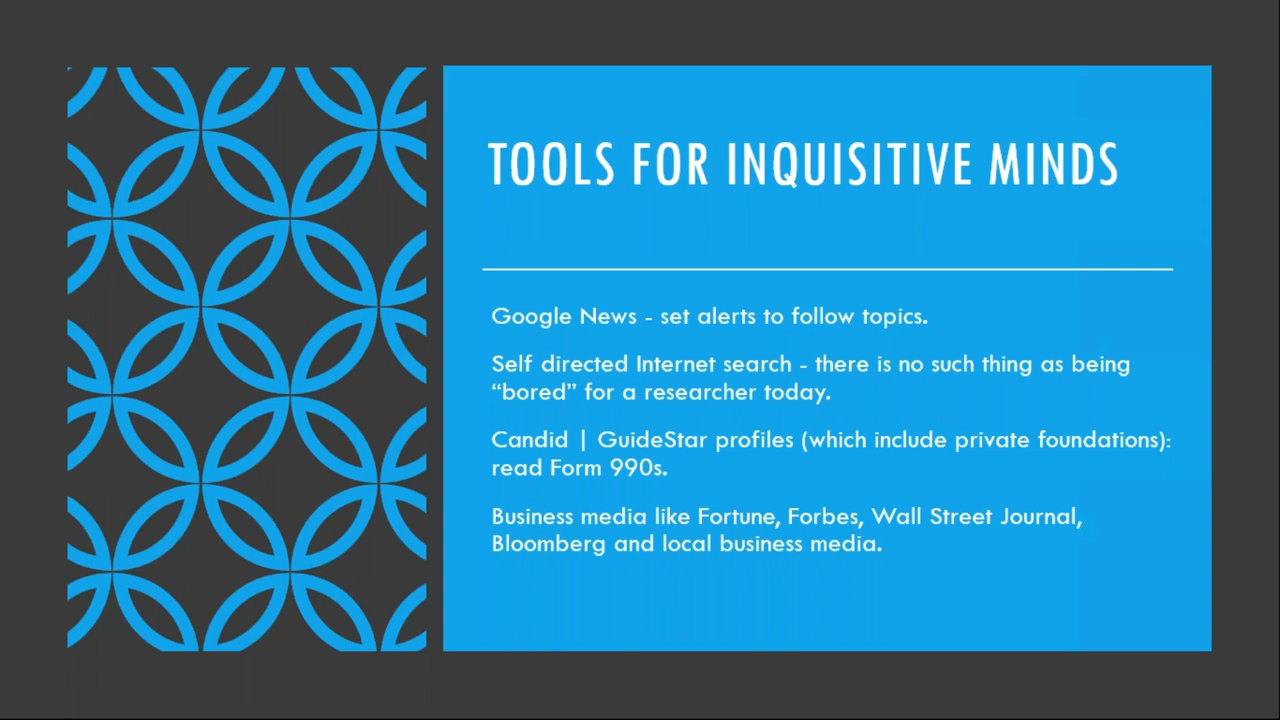 TOOLS FOR INQUISITIVE MINDS
Google News - set alerts to follow topics.
Self directed Internet search - there is no such thing as being
“bored” for a researcher today.
Candid | GuideStar profiles (which include private foundations):
read Form 990s.
Business media like Fortune, Forbes, Wall Street Journal,
Bloomberg and local business media.